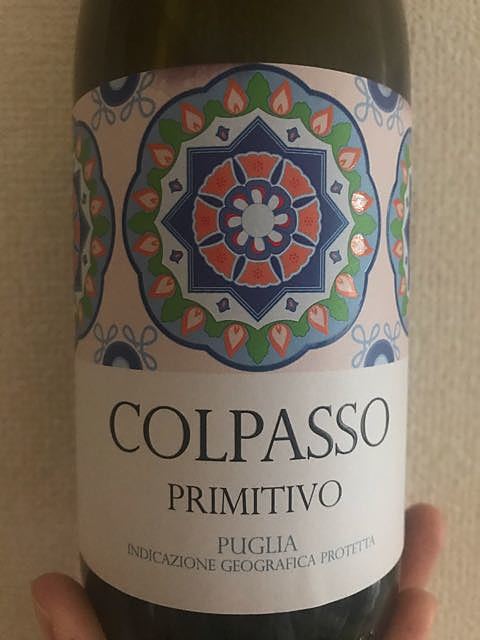 COLPASSO
PRIMITIVO
PUGLIA
INDICAZIONE GEOGRAFICA PROTETTA